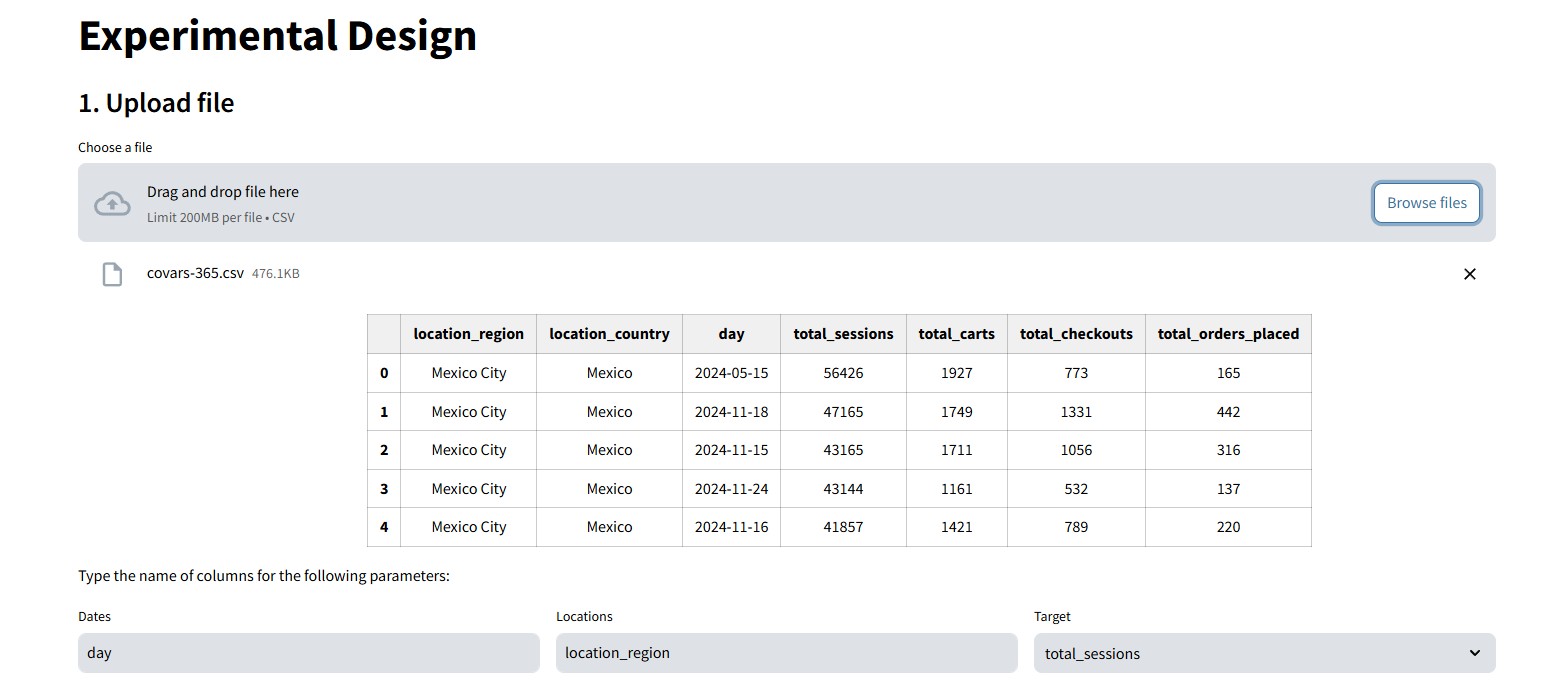 Experimental Design
1. Upload file
Choose a file
Drag and drop file here
Limit 200MB per file • CSV
Browse files
covars-365.csv 476.1KB
location_region location_country day total_sessions total_carts total_checkouts total_orders_placed
0 Mexico City Mexico 2024-05-15 56426 1927 773 165
1 Mexico City Mexico 2024-11-18 47165 1749 1331 442
2 Mexico City Mexico 2024-11-15 43165 1711 1056 316
3 Mexico City Mexico 2024-11-24 43144 1161 532 137
4 Mexico City Mexico 2024-11-16 41857 1421 789 220
Type the name of columns for the following parameters:
Dates Locations Target
day location_region total_sessions